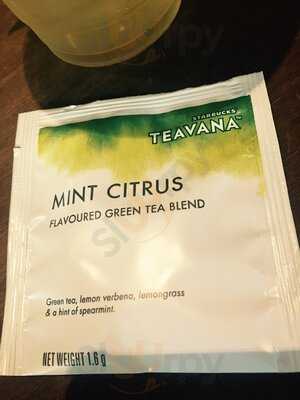 STARBUCKS
TEAVANA™
MINT CITRUS
FLAVOURED GREEN TEA BLEND
Green tea, lemon verbena, lemongrass
& a hint of spearmint.
NET WEIGHT 1.6 g